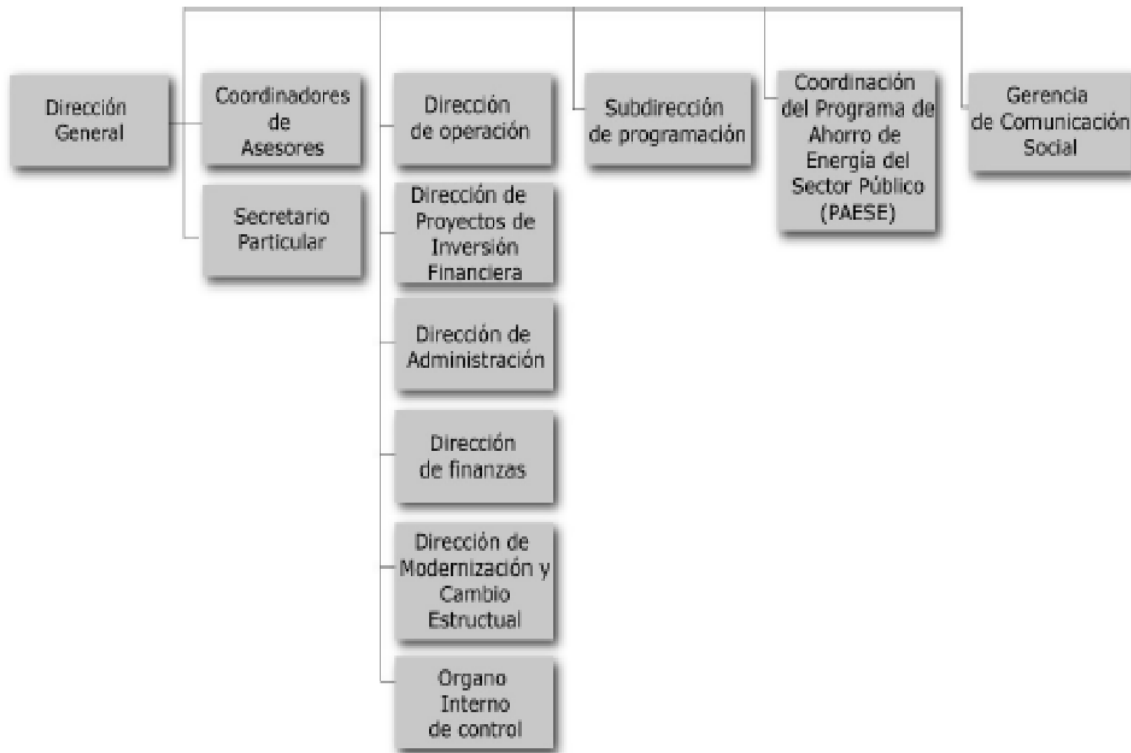 Dirección
General
Coordinadores
de
Asesores
Secretario
Particular
Dirección
de operación
Dirección de
Proyectos de
Inversión
Financiera
Dirección de
Administración
Dirección
de finanzas
Dirección de
Modernización y
Cambio
Estructual
Organo
Interno
de control
Subdirección
de programación
Coordinación
del Programa de
Ahorro de
Energía del
Sector Público
(PAESE)
Gerencia
de Comunicación
Social